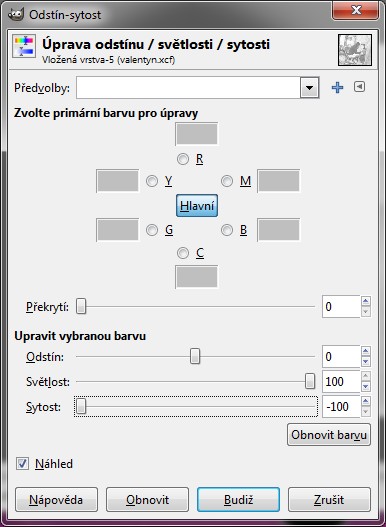 Odstín-sytost
Úprava odstínu / světlosti / sytosti
Vložená vrstva-5 (valentyn.xcf)
Předvolby:
Zvolte primární barvu pro úpravy
R
Y M
Hlavní
G B
C
Překrytí: 0
Upravit vybranou barvu
Odstín: 0
Světlost: 100
Sytost: -100
Obnovit barvu
Náhled
Nápověda Obnovit Budiž Zrušit